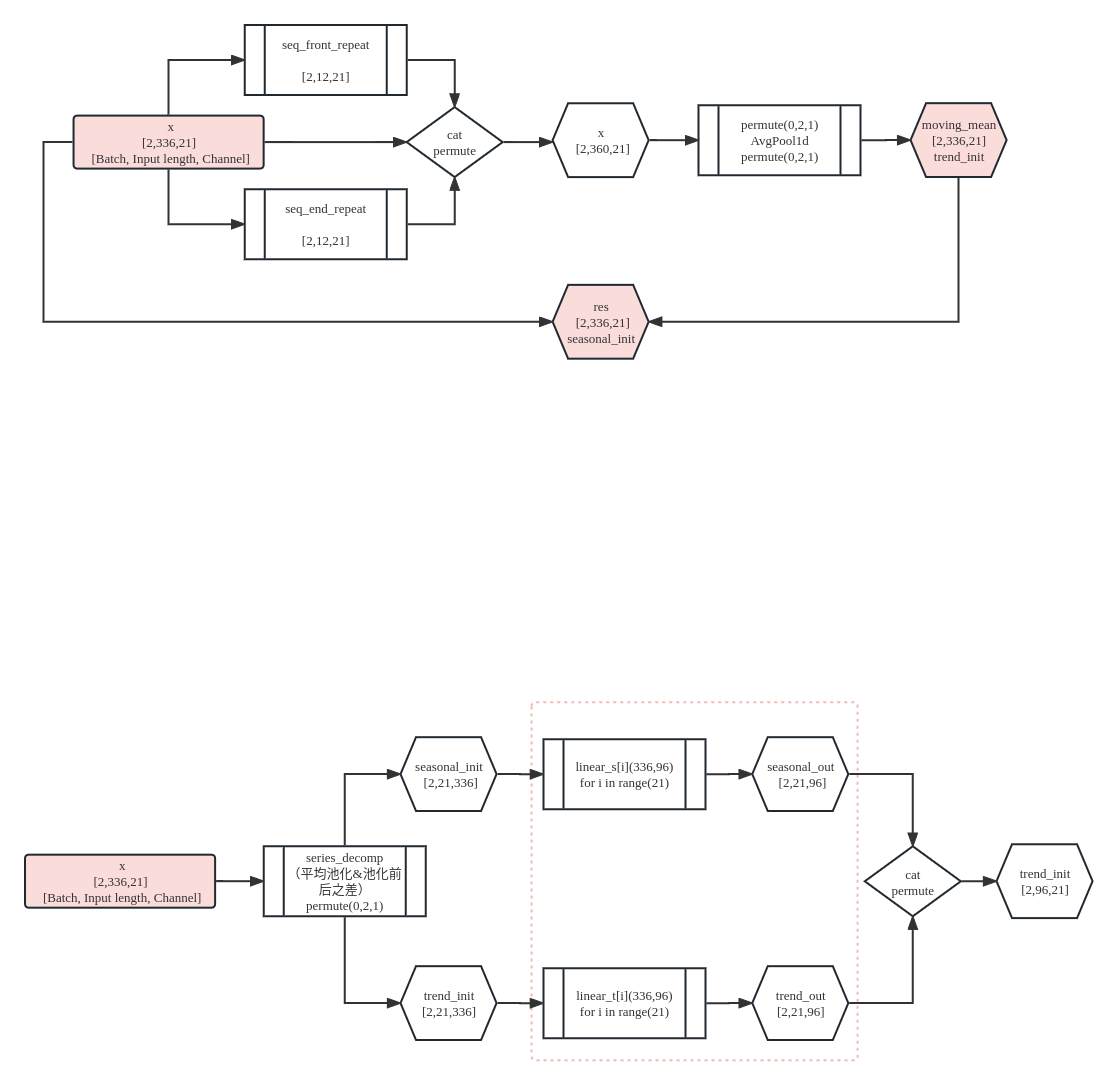 seq_front_repeat
[2,12,21]
x
[2,336,21]
[Batch, Input length, Channel]
cat
permute
seq_end_repeat
[2,12,21]
x
[2,360,21]
permute(0,2,1)
AvgPool1d
permute(0,2,1)
moving_mean
[2,336,21]
trend_init
res
[2,336,21]
seasonal_init
x
[2,336,21]
[Batch, Input length, Channel]
series_decomp
（平均池化&池化前
后之差）
permute(0,2,1)
seasonal_init
[2,21,336]
linear_s[i](336,96)
for i in range(21)
seasonal_out
[2,21,96]
trend_init
[2,21,336]
linear_t[i](336,96)
for i in range(21)
trend_out
[2,21,96]
cat
permute
trend_init
[2,96,21]